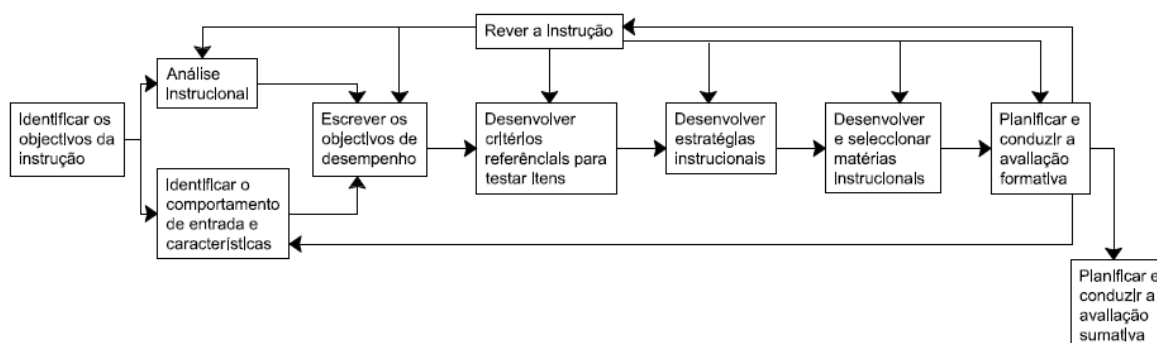 Rever a Instrução
Análise
Instrucional
Identificar os
objectivos da
instrução
Escrever os
objectivos de
desempenho
Desenvolver
critérios
referênciais para
testar itens
Desenvolver
estratégias
instrucionais
Desenvolver
e seleccionar
matérias
instrucionais
Planificar e
conduzir a
avaliação
formativa
Identificar o
comportamento
de entrada e
características
Planificar e
conduzir a
avaliação
sumativa